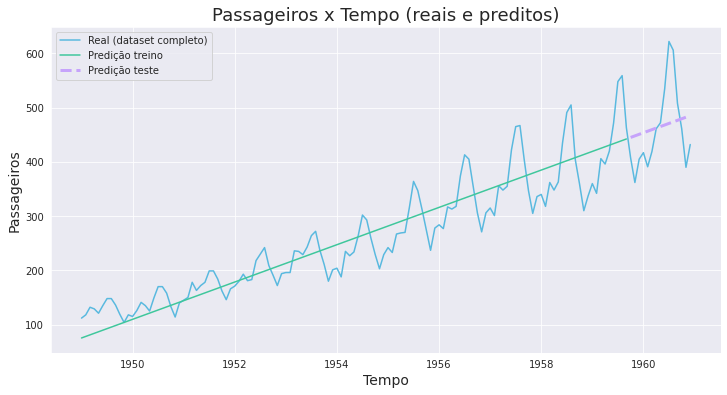 Passageiros x Tempo (reais e preditos)
Real (dataset completo)
Predição treino
Predição teste
Passageiros
600
500
400
300
200
100
1950
1952
1954
1956
1958
1960
Tempo